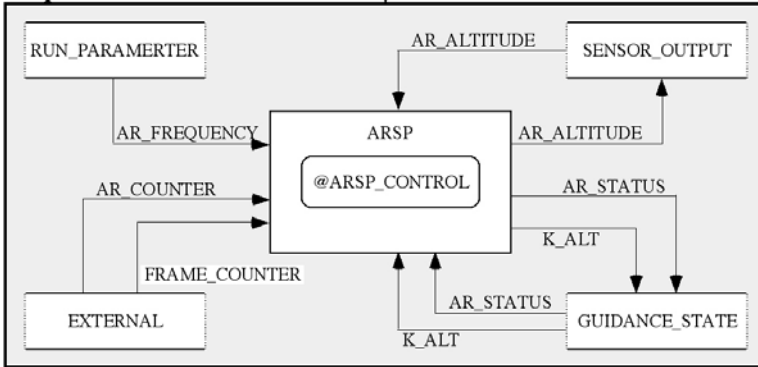 AR_ALTITUDE
RUN_PARAMERTER
SENSOR_OUTPUT
AR_FREQUENCY
ARSP
AR_ALTITUDE
@ARSP_CONTROL
AR_COUNTER
AR_STATUS
K_ALT
FRAME_COUNTER
AR_STATUS
EXTERNAL
GUIDANCE_STATE
K_ALT